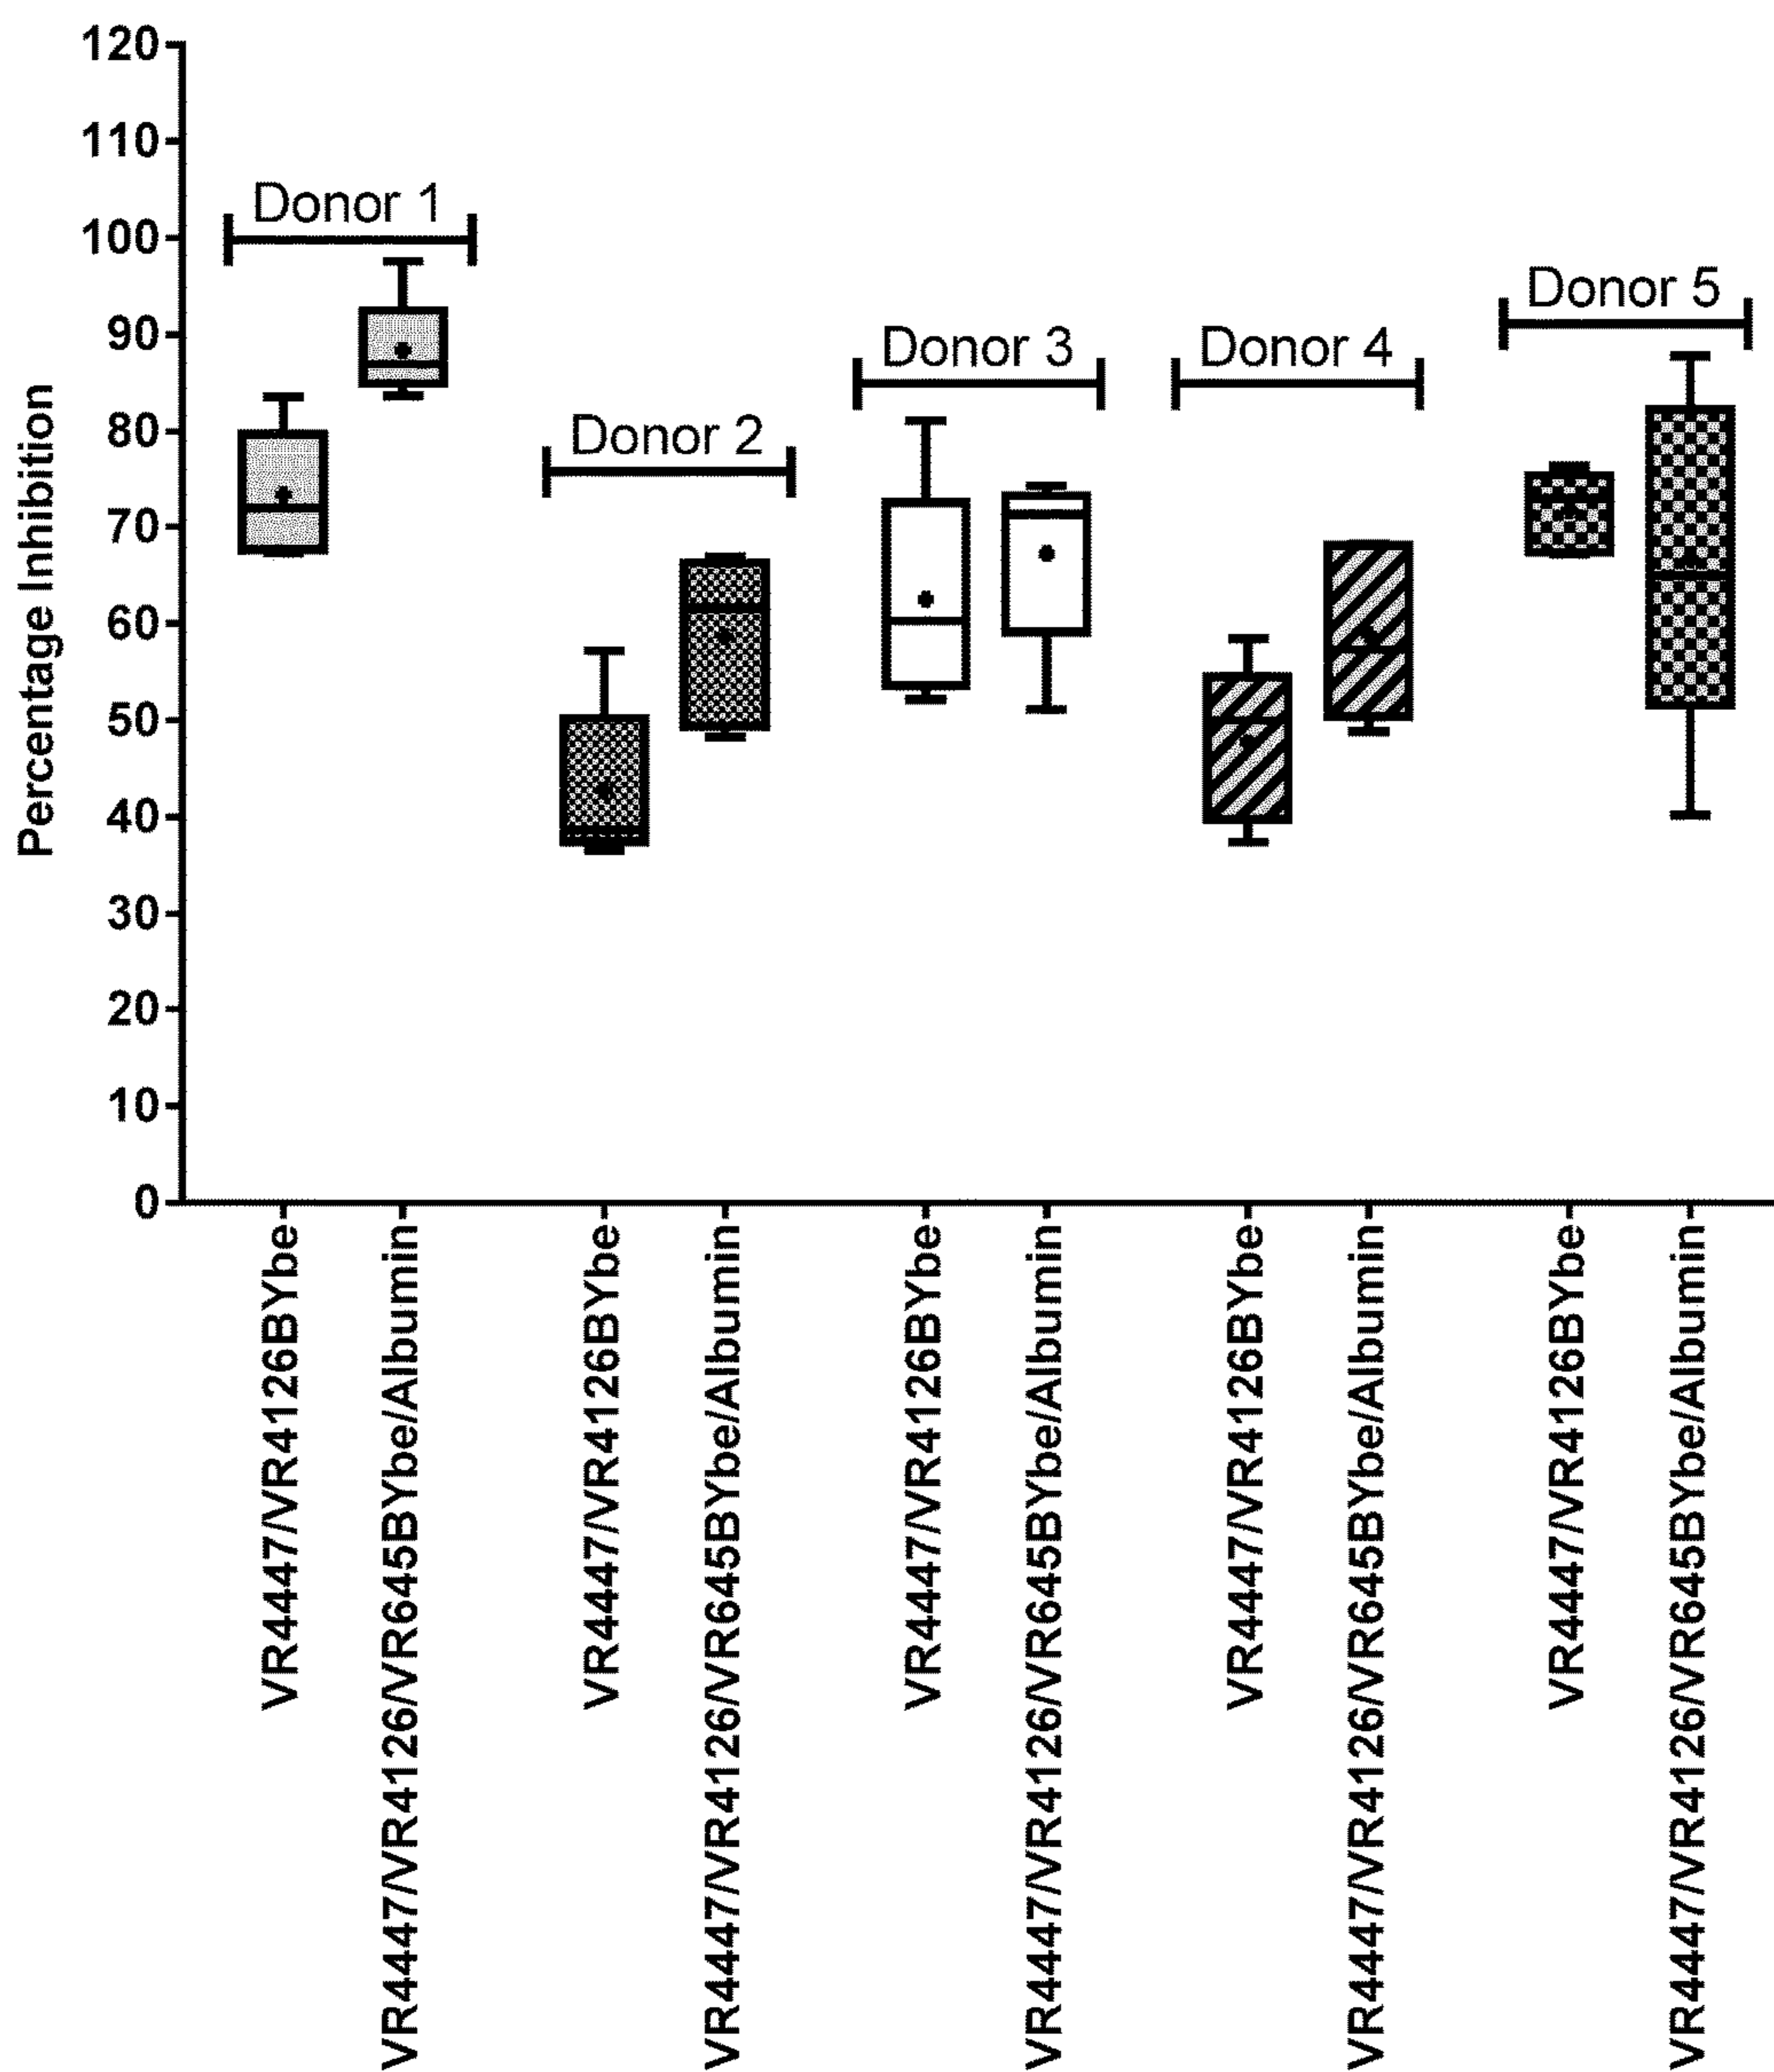 Percentage Inhibition
120
110
100
90
80
70
60
50
40
30
20
10
0
Donor 1
Donor 2
Donor 3
Donor 4
Donor 5
VR4447/VR4126BYbe
VR4447/VR4126/VR645BYbe/Albumin
VR4447/VR4126BYbe
VR4447/VR4126/VR645BYbe/Albumin
VR4447/VR4126BYbe
VR4447/VR4126/VR645BYbe/Albumin
VR4447/VR4126BYbe
VR4447/VR4126/VR645BYbe/Albumin
VR4447/VR4126BYbe
VR4447/VR4126/VR645BYbe/Albumin